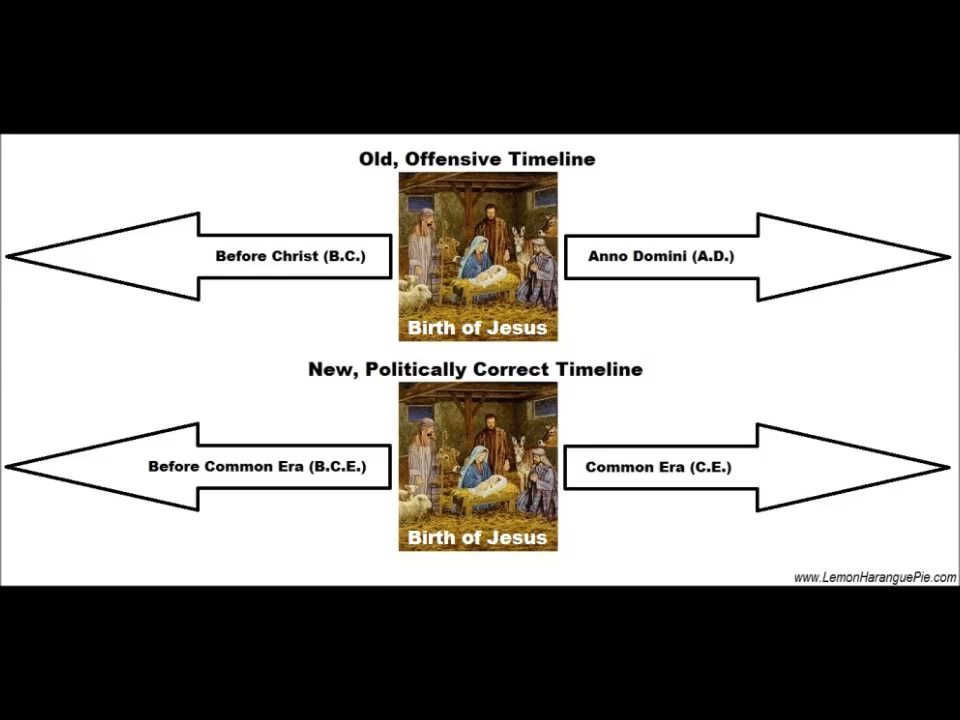 Old, Offensive Timeline
Before Christ (B.C.)
Anno Domini (A.D.)
Birth of Jesus
New, Politically Correct Timeline
Before Common Era (B.C.E.)
Common Era (C.E.)
Birth of Jesus
www.LemonHaranguePie.com